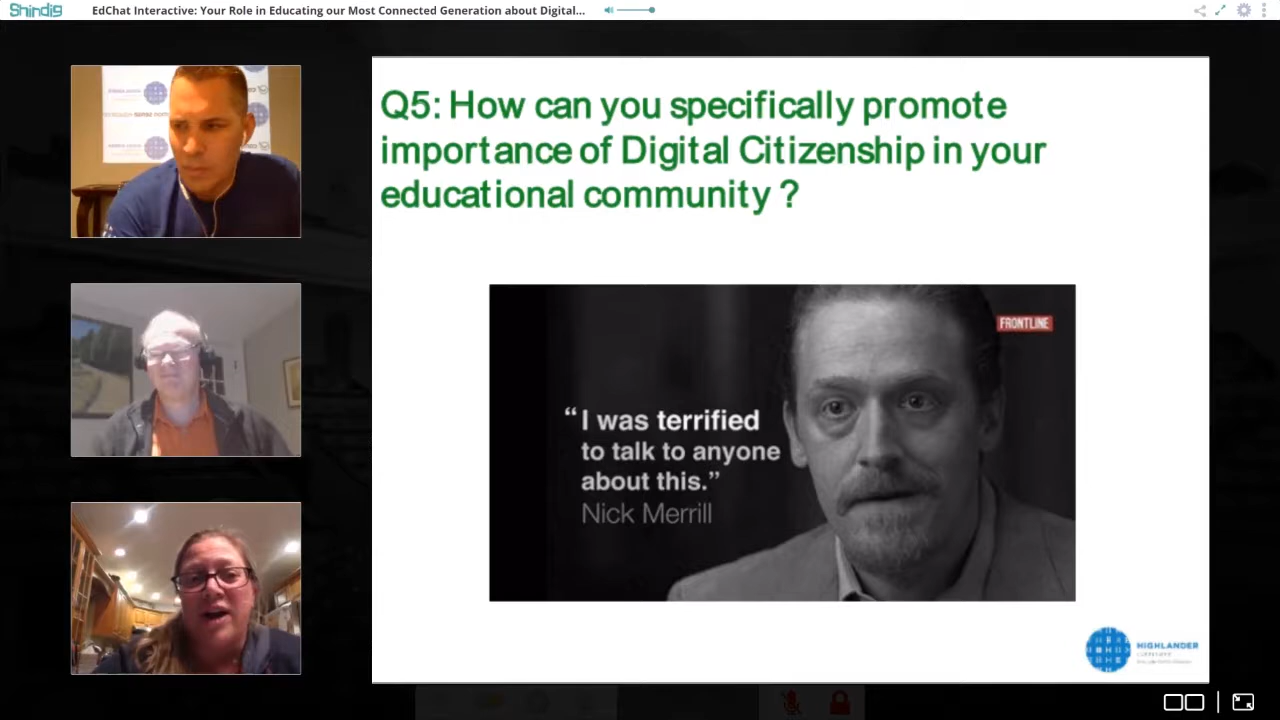 Shindig
EdChat Interactive: Your Role in Educating our Most Connected Generation about Digital...
Q5: How can you specifically promote
importance of Digital Citizenship in your
educational community ?
FRONTLINE
“I was terrified
to talk to anyone
about this.”
Nick Merrill
HIGHLANDER
INSTITUTE